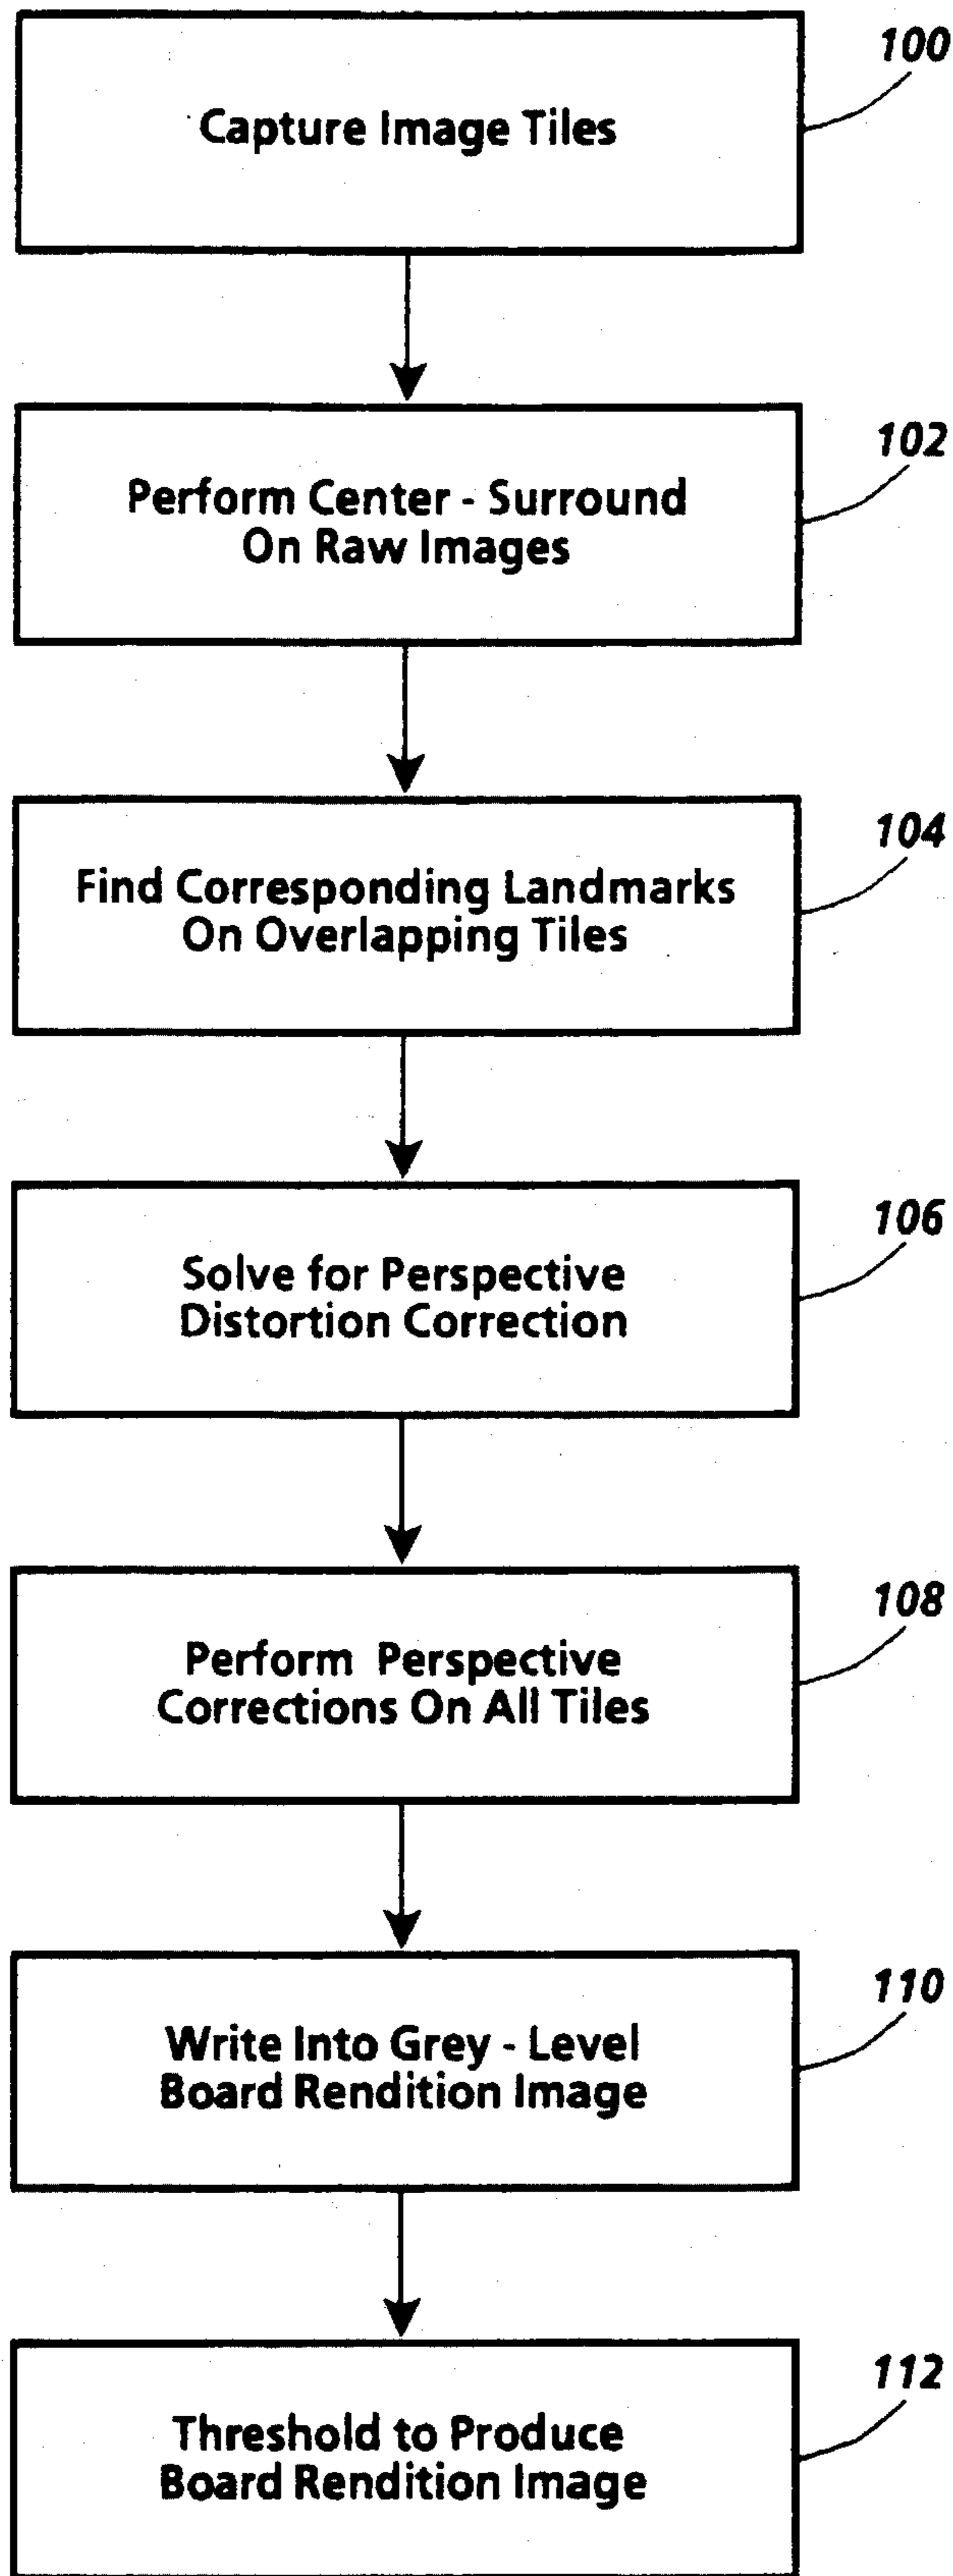 100
Capture Image Tiles
102
Perform Center - Surround
On Raw Images
104
Find Corresponding Landmarks
On Overlapping Tiles
106
Solve for Perspective
Distortion Correction
108
Perform Perspective
Corrections On All Tiles
110
Write Into Grey - Level
Board Rendition Image
112
Threshold to Produce
Board Rendition Image